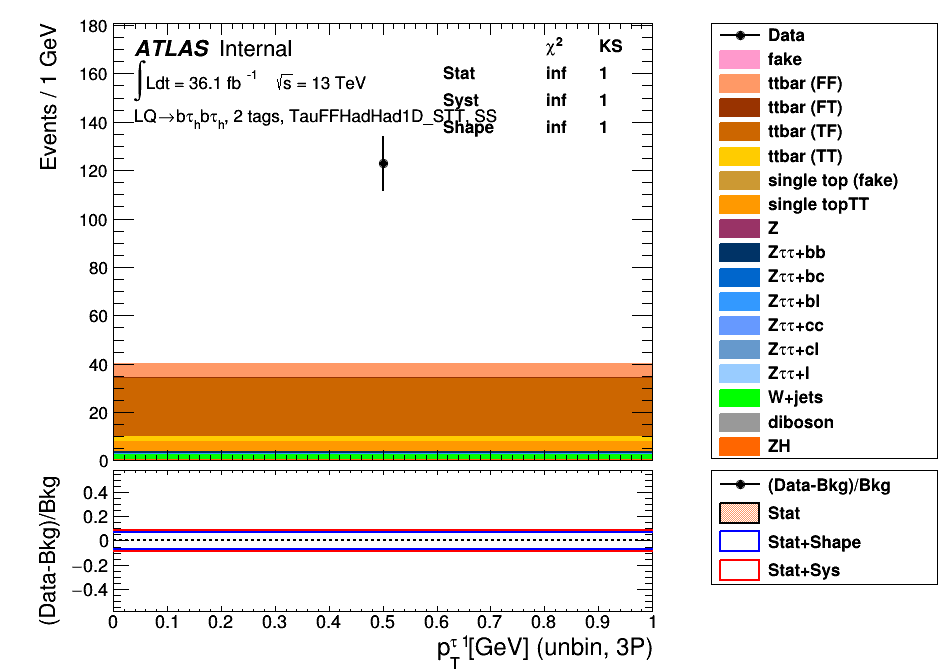 Events / 1 GeV
180
160
140
120
100
80
60
40
20
0
ATLAS Internal
∫Ldt = 36.1 fb⁻¹ √s = 13 TeV
LQ→bτₕbτₕ, 2 tags, TauFFHadHad1D_STT, SS
χ² KS
Stat inf 1
Syst inf 1
Shape inf 1
Data
fake
ttbar (FF)
ttbar (FT)
ttbar (TF)
ttbar (TT)
single top (fake)
single topTT
Z
Zττ+bb
Zττ+bc
Zττ+bl
Zττ+cc
Zττ+cl
Zττ+l
W+jets
diboson
ZH
(Data-Bkg)/Bkg
0.4
0.2
0
−0.2
−0.4
0 0.1 0.2 0.3 0.4 0.5 0.6 0.7 0.8 0.9 1
p_T^τ1[GeV] (unbin, 3P)
(Data-Bkg)/Bkg
Stat
Stat+Shape
Stat+Sys